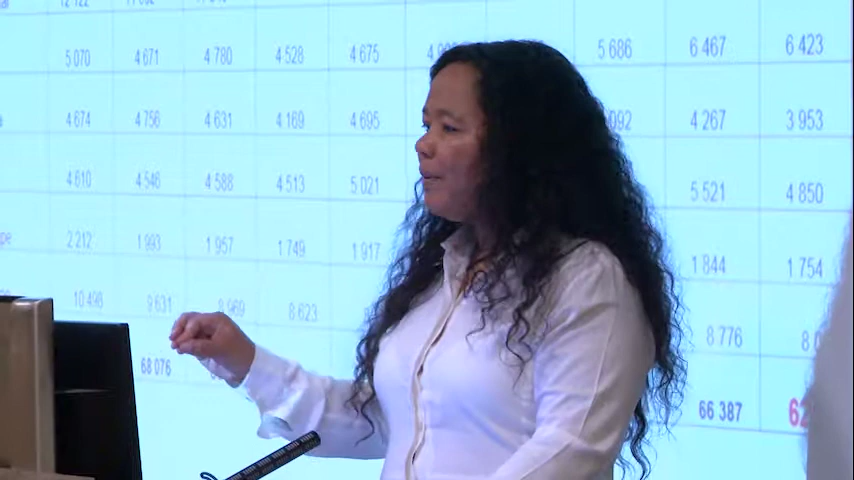 12 122
5 070 4 671 4 780 4 528 4 675 5 686 6 467 6 423
4 674 4 756 4 631 4 169 4 695 4 267 3 953
4 610 4 546 4 588 4 513 5 021 5 521 4 850
2 212 1 993 1 957 1 749 1 917 1 844 1 754
10 498 9 631 8 969 8 623 8 776
68 076 66 387